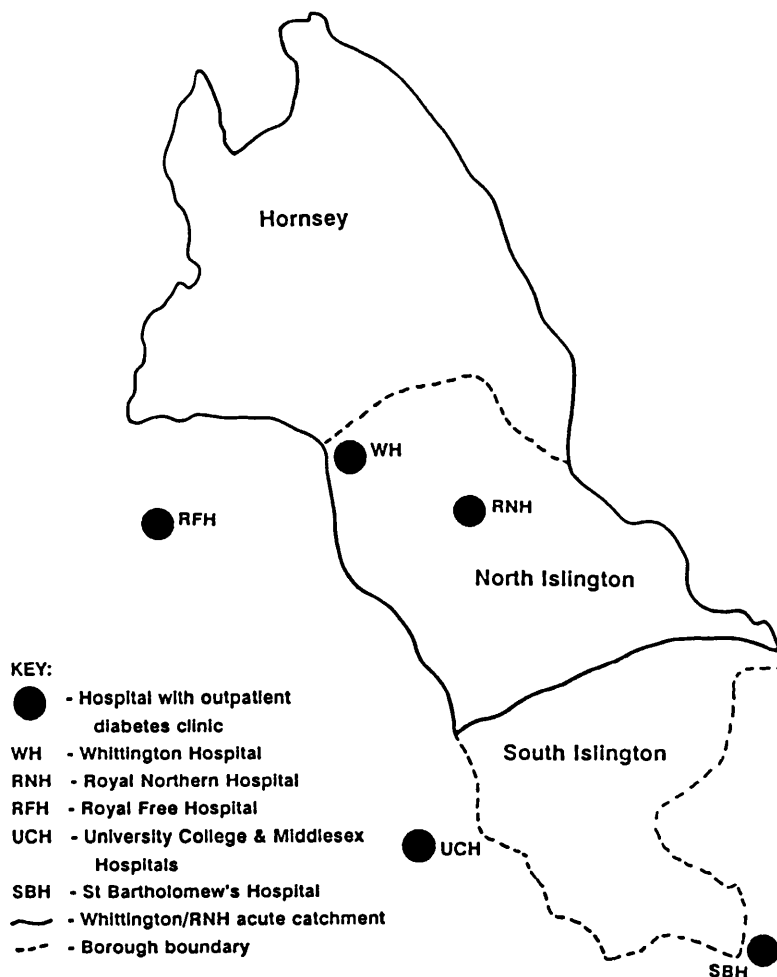 Hornsey
WH
RFH
RNH
North Islington
South Islington
UCH
SBH
KEY:
- Hospital with outpatient
diabetes clinic
WH - Whittington Hospital
RNH - Royal Northern Hospital
RFH - Royal Free Hospital
UCH - University College & Middlesex
Hospitals
SBH - St Bartholomew's Hospital
- Whittington/RNH acute catchment
- Borough boundary